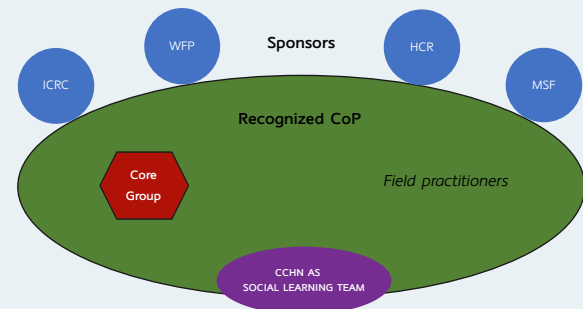 Sponsors
WFP
HCR
ICRC
MSF
Recognized CoP
Core
Group
Field practitioners
CCHN AS
SOCIAL LEARNING TEAM